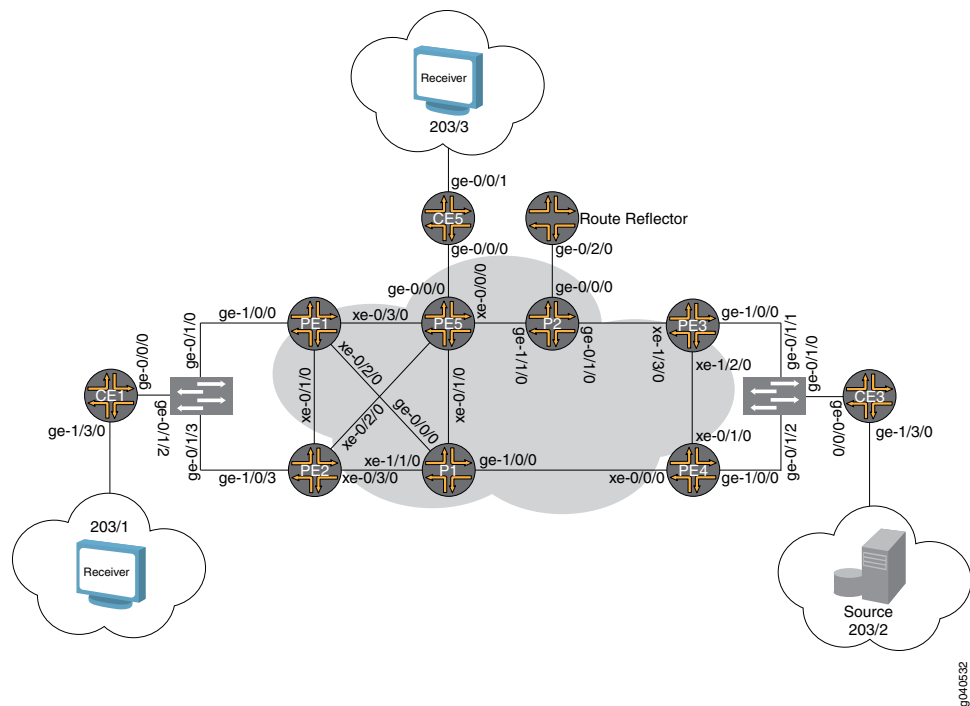 Receiver
203/3
ge-0/0/1
CE5
Route Reflector
ge-0/0/0
ge-0/2/0
ge-0/0/0
xe-0/0/0
ge-0/0/0
ge-1/0/0
PE1
xe-0/3/0
PE5
P2
PE3
ge-1/0/0
ge-0/1/0
ge-1/1/0
ge-0/1/0
xe-1/3/0
xe-1/2/0
ge-0/1/1
ge-0/1/0
ge-0/0/0
CE1
ge-0/1/2
xe-0/1/0
xe-0/2/0
xe-0/2/0
ge-0/0/0
xe-0/1/0
CE3
ge-0/0/0
ge-1/3/0
ge-1/3/0
ge-0/1/3
xe-0/1/0
ge-0/1/2
ge-1/0/3
PE2
xe-1/1/0
xe-0/3/0
P1
ge-1/0/0
xe-0/0/0
PE4
ge-1/0/0
203/1
Receiver
Source
203/2
g040532